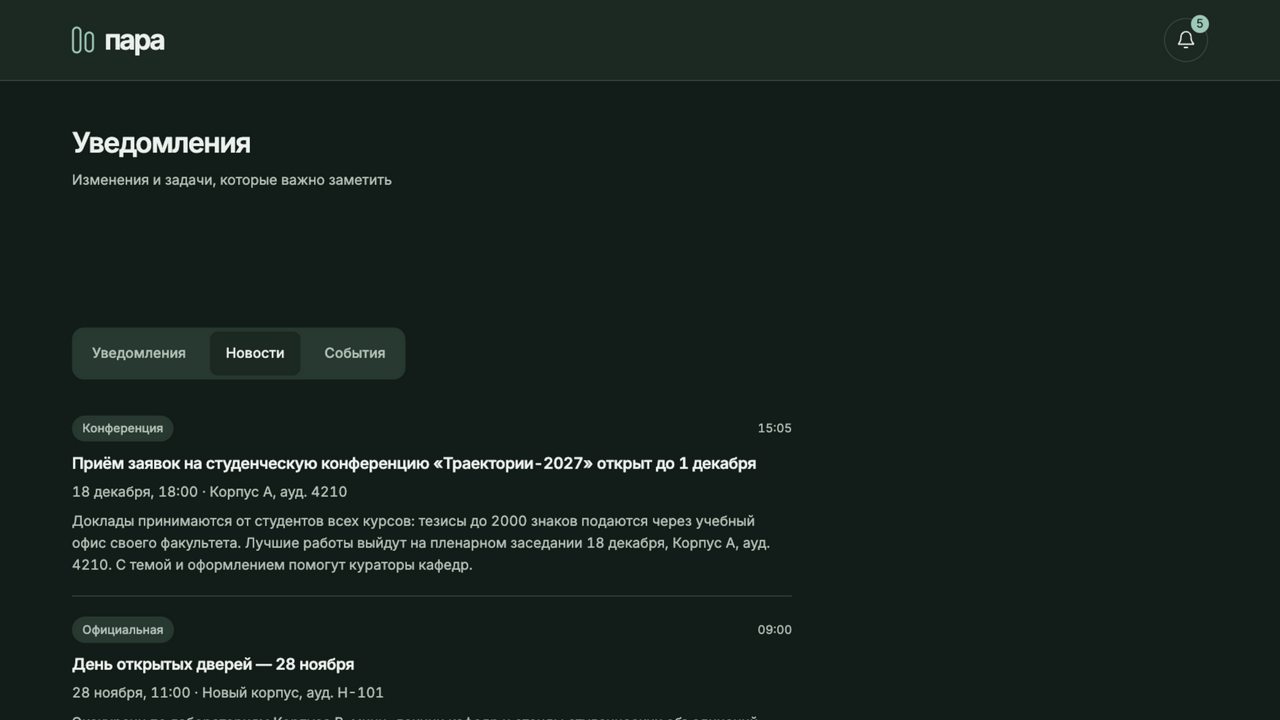 пара
5
Уведомления
Изменения и задачи, которые важно заметить
Уведомления Новости События
Конференция 15:05
Приём заявок на студенческую конференцию «Траектории-2027» открыт до 1 декабря
18 декабря, 18:00 · Корпус А, ауд. 4210
Доклады принимаются от студентов всех курсов: тезисы до 2000 знаков подаются через учебный
офис своего факультета. Лучшие работы выйдут на пленарном заседании 18 декабря, Корпус А, ауд.
4210. С темой и оформлением помогут кураторы кафедр.
Официальная 09:00
День открытых дверей — 28 ноября
28 ноября, 11:00 · Новый корпус, ауд. Н-101